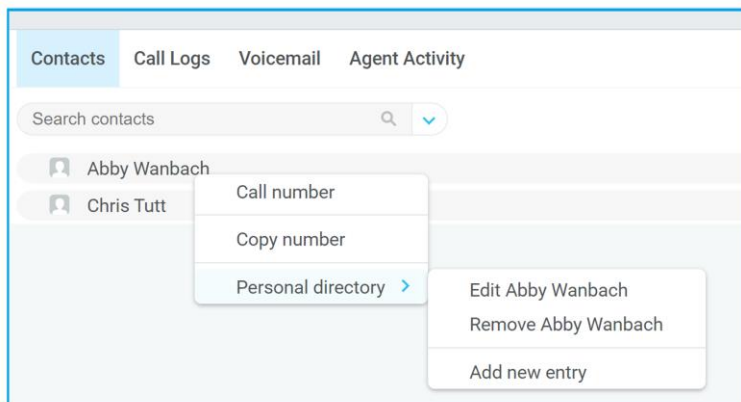 Contacts Call Logs Voicemail Agent Activity
Search contacts
Abby Wanbach
Chris Tutt
Call number
Copy number
Personal directory
Edit Abby Wanbach
Remove Abby Wanbach
Add new entry